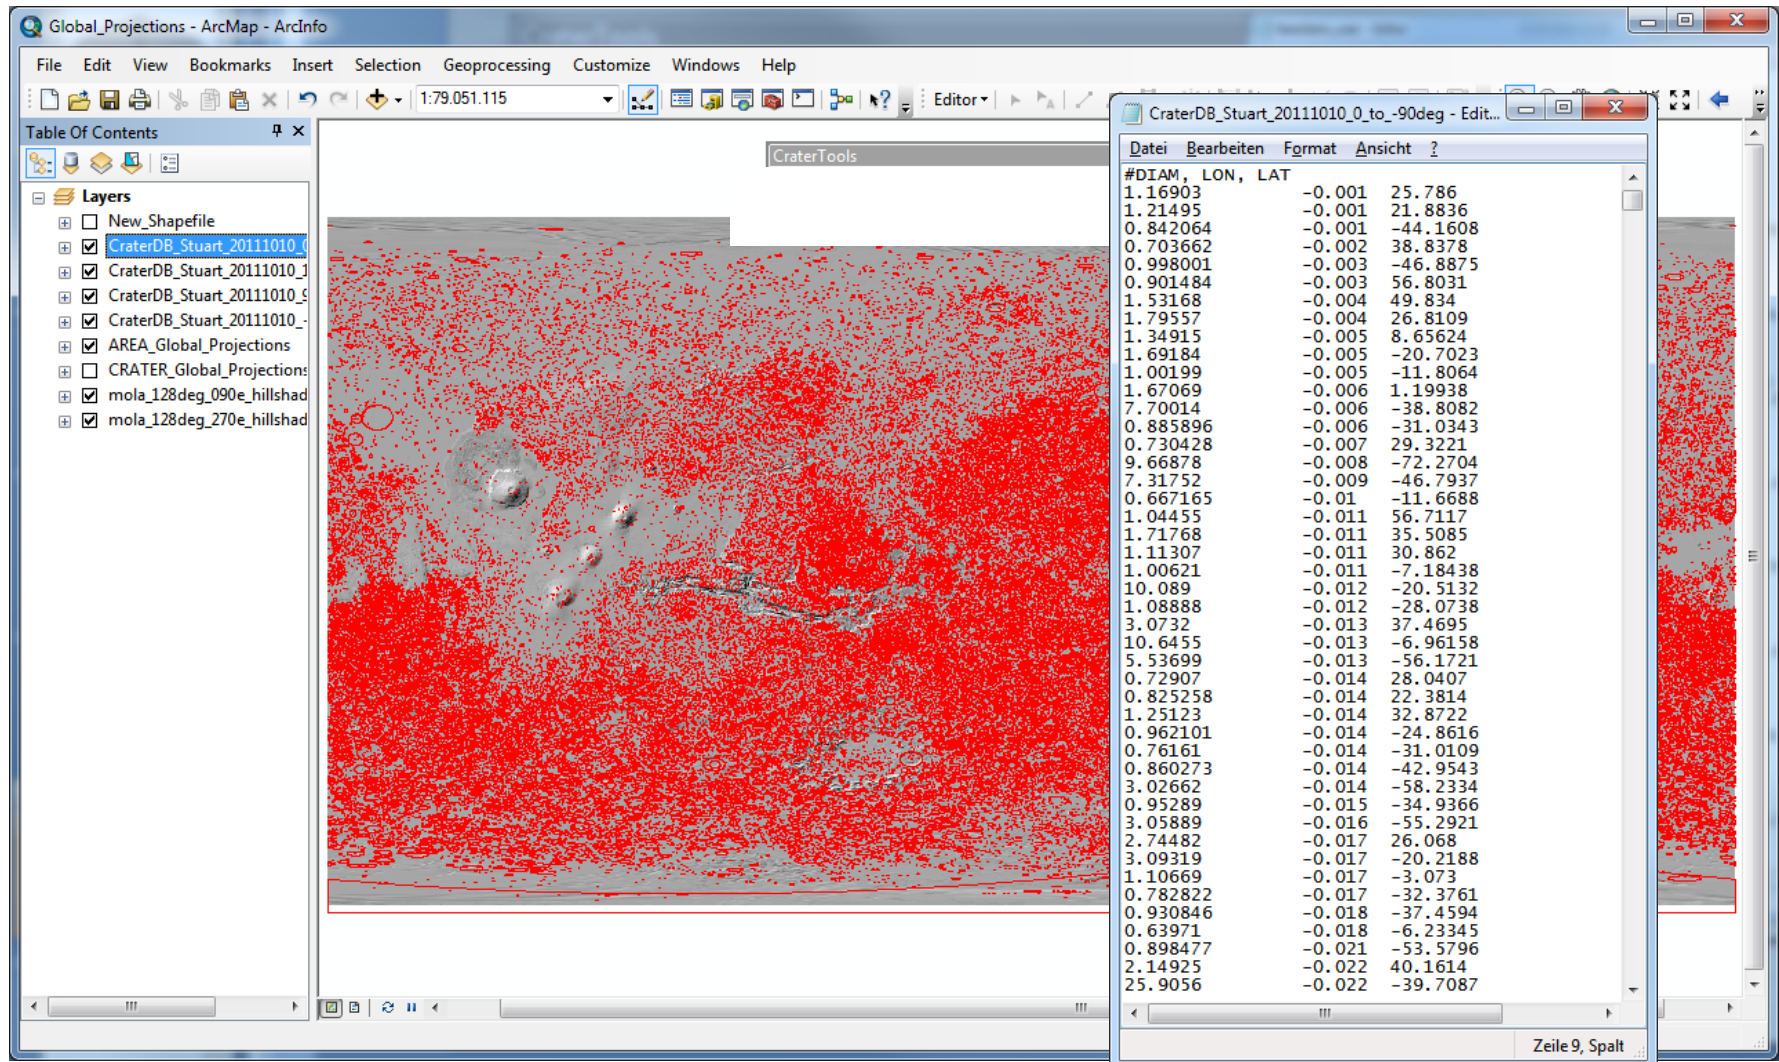 Global_Projections - ArcMap - ArcInfo
File Edit View Bookmarks Insert Selection Geoprocessing Customize Windows Help
1:79.051.115
Editor
Table Of Contents
Layers
New_Shapefile
CraterDB_Stuart_20111010_0
CraterDB_Stuart_20111010_1
CraterDB_Stuart_20111010_9
CraterDB_Stuart_20111010_-
AREA_Global_Projections
CRATER_Global_Projections
mola_128deg_090e_hillshad
mola_128deg_270e_hillshad
CraterTools
CraterDB_Stuart_20111010_0_to_-90deg - Edit...
Datei Bearbeiten Format Ansicht ?
#DIAM, LON, LAT
1.16903 -0.001 25.786
1.21495 -0.001 21.8836
0.842064 -0.001 -44.1608
0.703662 -0.002 38.8378
0.998001 -0.003 -46.8875
0.901484 -0.003 56.8031
1.53168 -0.004 49.834
1.79557 -0.004 26.8109
1.34915 -0.005 8.65624
1.69184 -0.005 -20.7023
1.00199 -0.005 -11.8064
1.67069 -0.006 1.19938
7.70014 -0.006 -38.8082
0.885896 -0.006 -31.0343
0.730428 -0.007 29.3221
9.66878 -0.008 -72.2704
7.31752 -0.009 -46.7937
0.667165 -0.01 -11.6688
1.04455 -0.011 56.7117
1.71768 -0.011 35.5085
1.11307 -0.011 30.862
1.00621 -0.011 -7.18438
10.089 -0.012 -20.5132
1.08888 -0.012 -28.0738
3.0732 -0.013 37.4695
10.6455 -0.013 -6.96158
5.53699 -0.013 -56.1721
0.72907 -0.014 28.0407
0.825258 -0.014 22.3814
1.25123 -0.014 32.8722
0.962101 -0.014 -24.8616
0.76161 -0.014 -31.0109
0.860273 -0.014 -42.9543
3.02662 -0.014 -58.2334
0.95289 -0.015 -34.9366
3.05889 -0.016 -55.2921
2.74482 -0.017 26.068
3.09319 -0.017 -20.2188
1.10669 -0.017 -3.073
0.782822 -0.017 -32.3761
0.930846 -0.018 -37.4594
0.63971 -0.018 -6.23345
0.898477 -0.021 -53.5796
2.14925 -0.022 40.1614
25.9056 -0.022 -39.7087
Zeile 9, Spalt